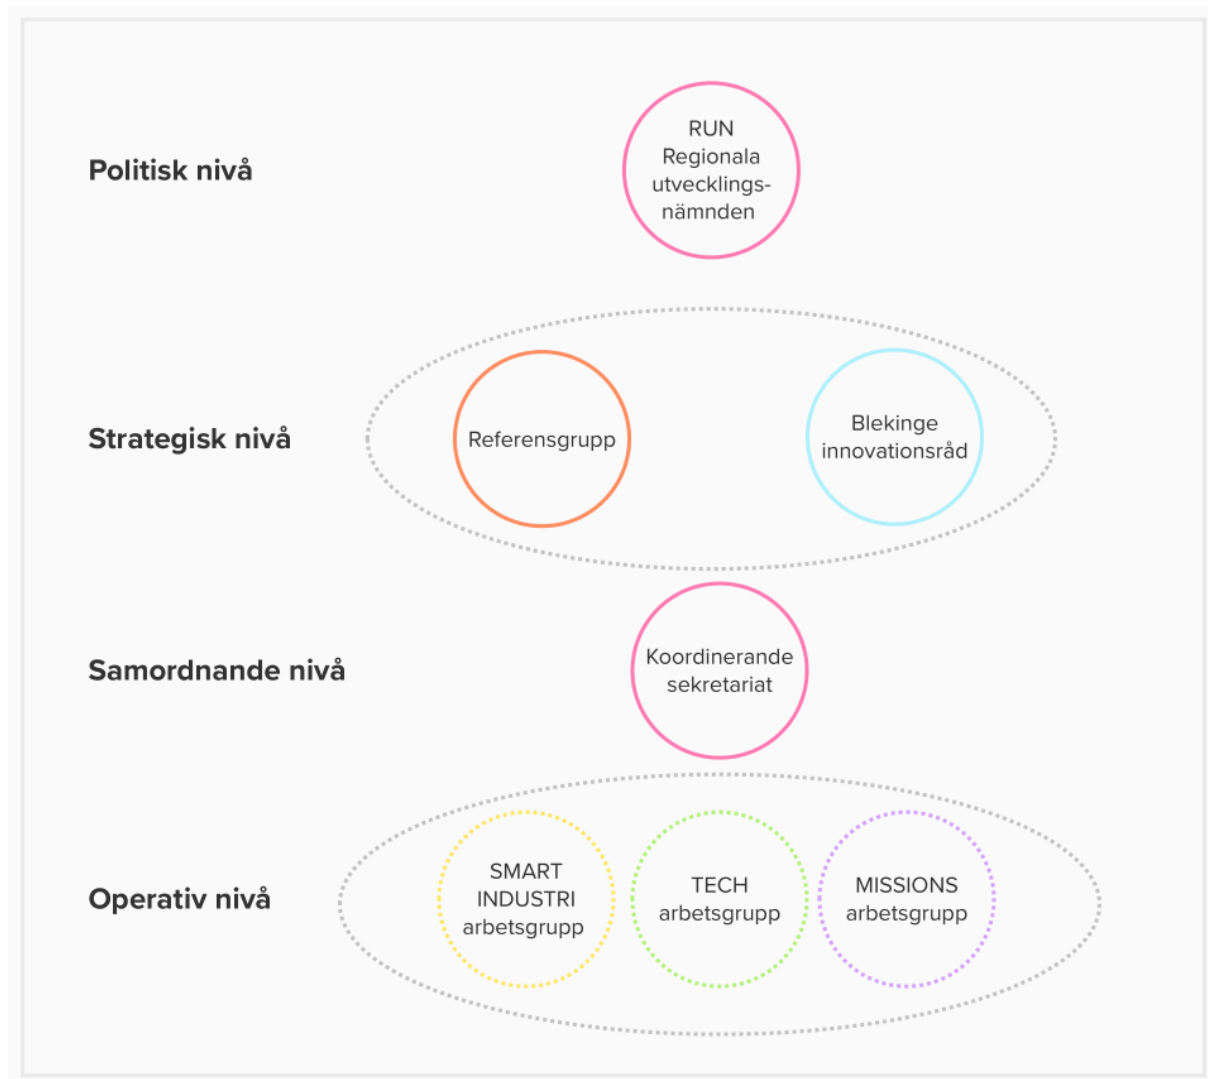 Politisk nivå
RUN
Regionala
utvecklings-
nämnden
Strategisk nivå
Referensgrupp
Blekinge
innovationsråd
Samordnande nivå
Koordinerande
sekretariat
Operativ nivå
SMART
INDUSTRI
arbetsgrupp
TECH
arbetsgrupp
MISSIONS
arbetsgrupp